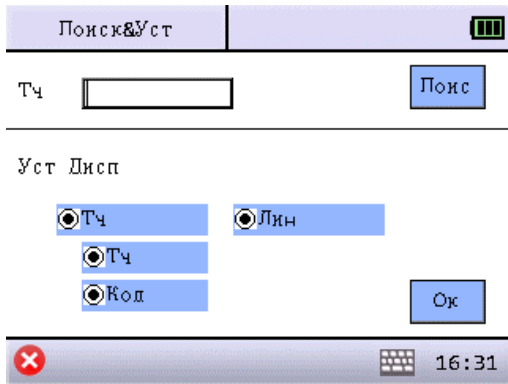 Поиск&Уст
Тч
Поис
Уст Дисп
Тч
Лин
Тч
Код
Ок
16:31